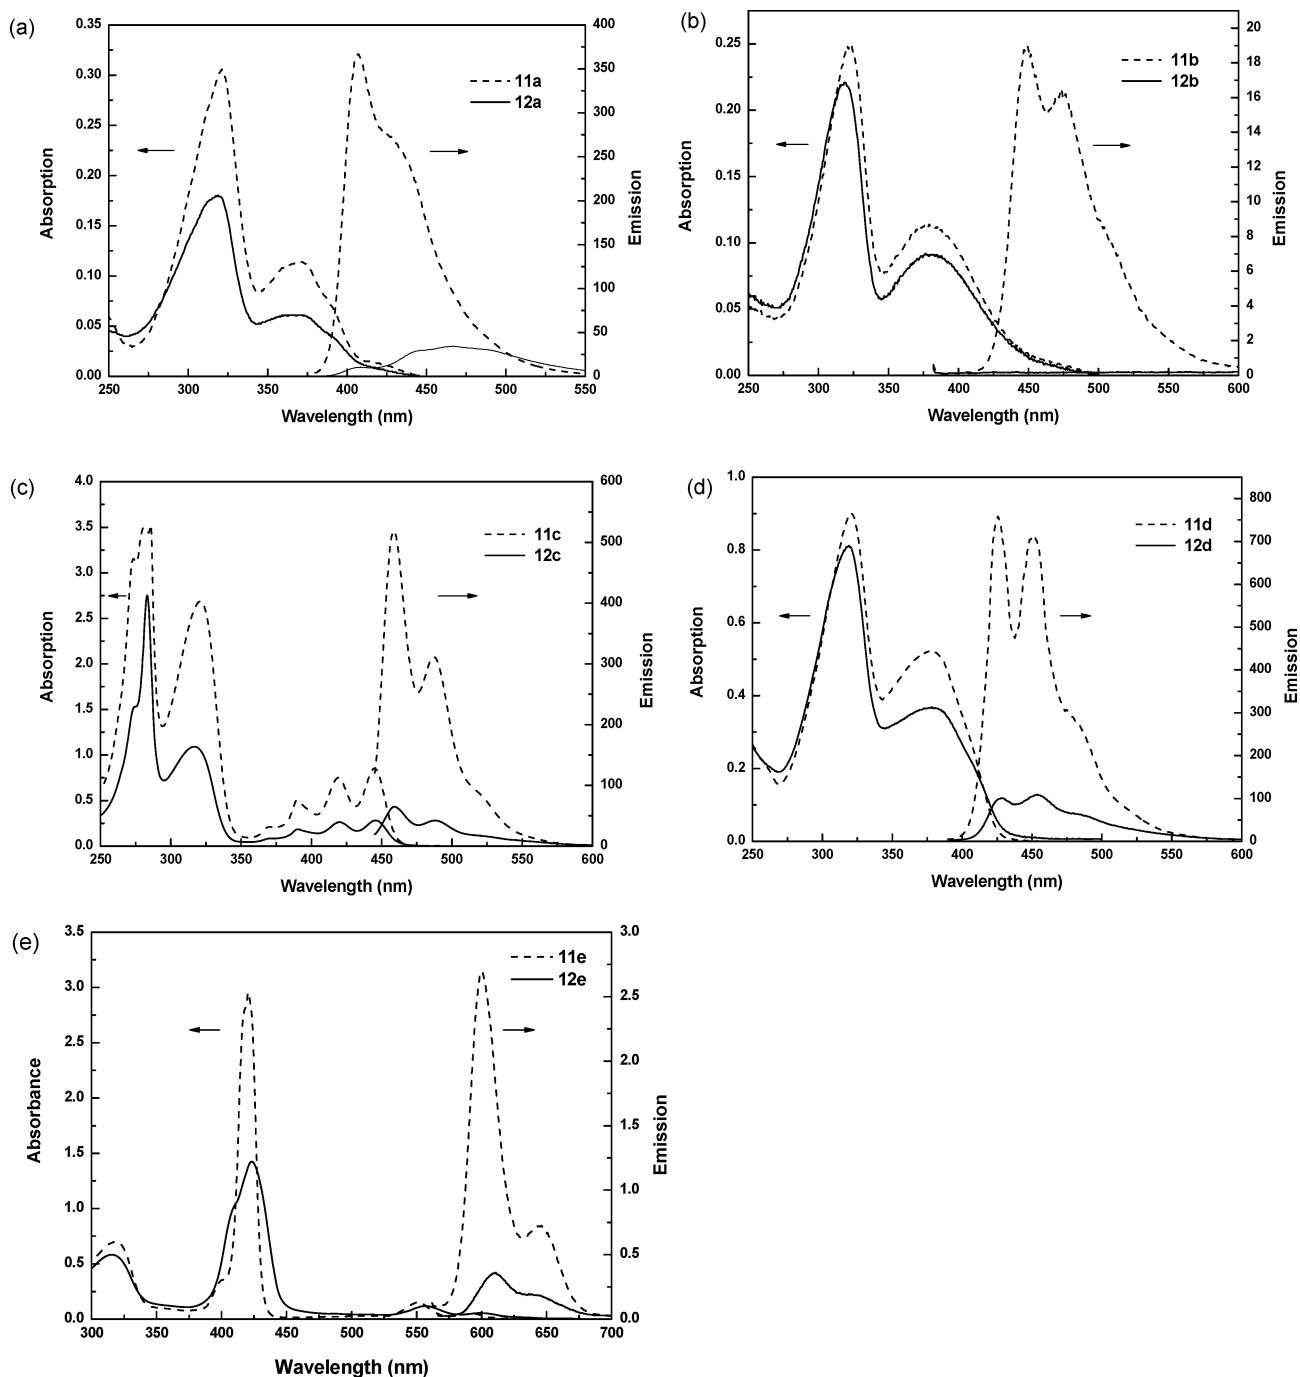 (a)
0.35
0.30
0.25
0.20
0.15
0.10
0.05
0.00
Absorption
400
350
300
250
200
150
100
50
0
Emission
11a
12a
250 300 350 400 450 500 550
Wavelength (nm)
(b)
0.25
0.20
0.15
0.10
0.05
0.00
Absorption
20
18
16
14
12
10
8
6
4
2
0
Emission
11b
12b
250 300 350 400 450 500 550 600
Wavelength (nm)
(c)
4.0
3.5
3.0
2.5
2.0
1.5
1.0
0.5
0.0
Absorption
600
500
400
300
200
100
0
Emission
11c
12c
250 300 350 400 450 500 550 600
Wavelength (nm)
(d)
1.0
0.8
0.6
0.4
0.2
0.0
Absorption
800
700
600
500
400
300
200
100
0
Emission
11d
12d
250 300 350 400 450 500 550 600
Wavelength (nm)
(e)
3.5
3.0
2.5
2.0
1.5
1.0
0.5
0.0
Absorbance
3.0
2.5
2.0
1.5
1.0
0.5
0.0
Emission
11e
12e
300 350 400 450 500 550 600 650 700
Wavelength (nm)